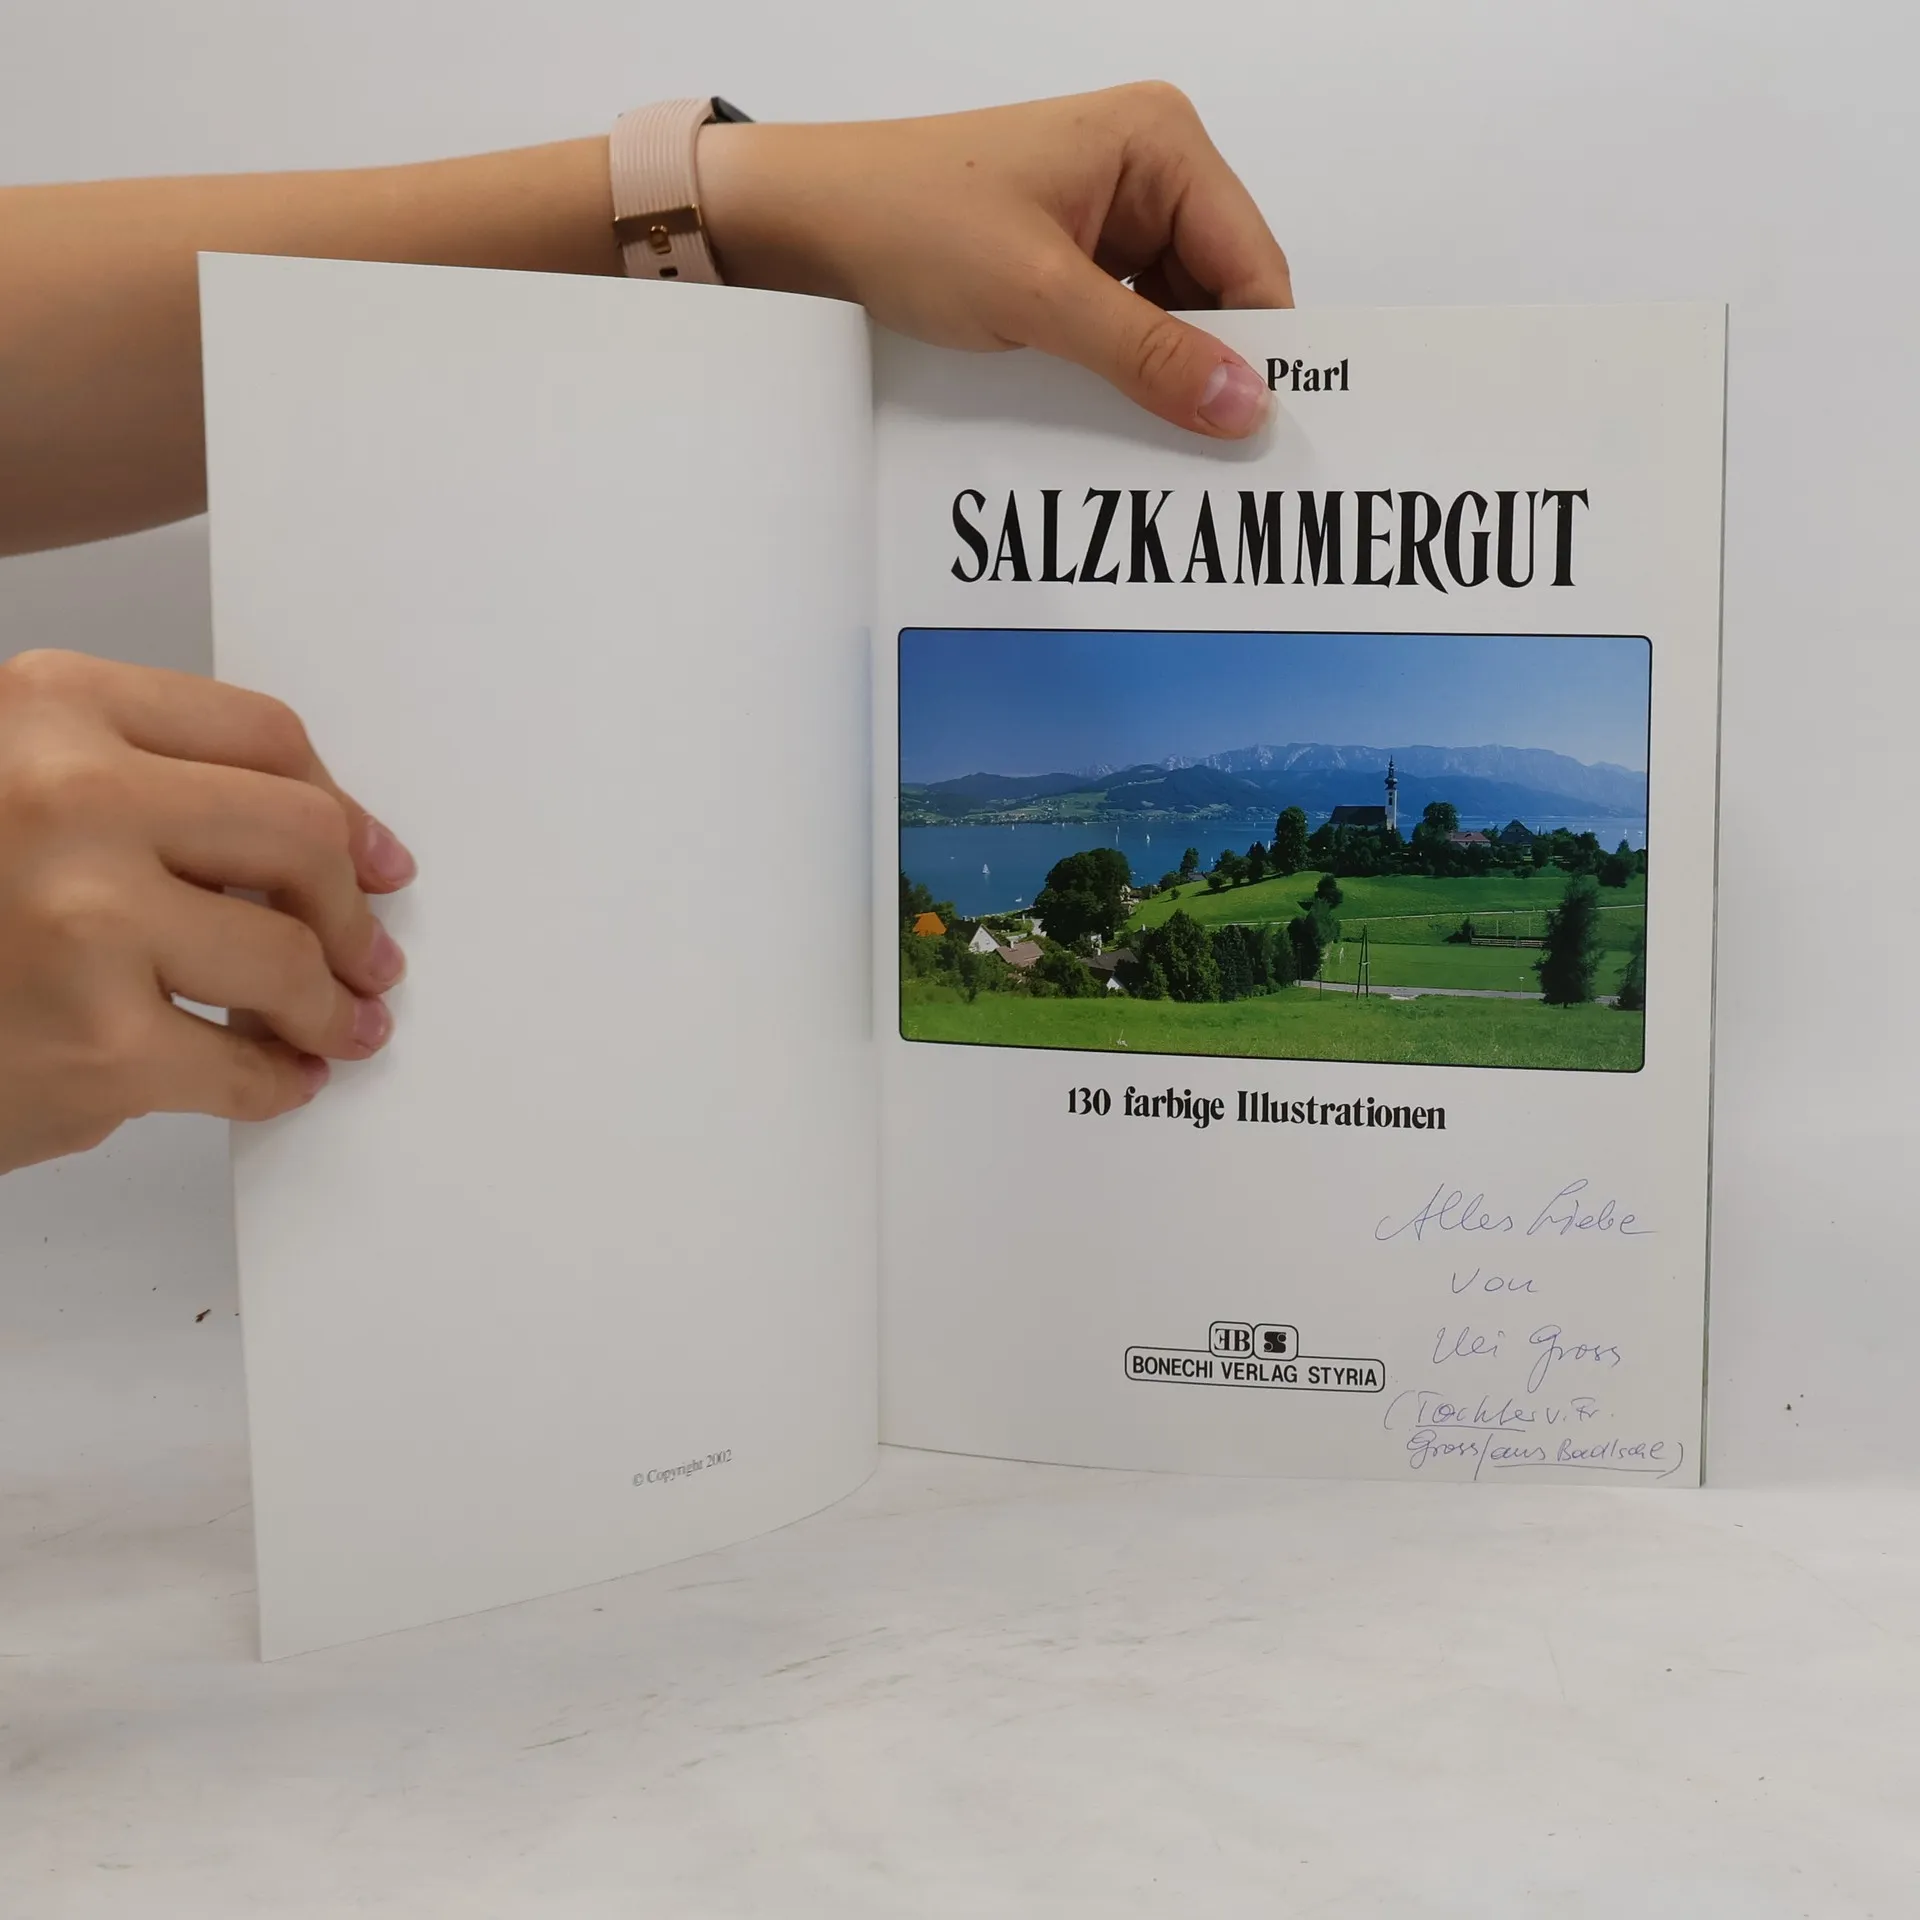 Pfarl
SALZKAMMERGUT
130 farbige Illustrationen
Alles Liebe
von
Gross
EB S
BONECHI VERLAG STYRIA
(Tochter v. Fr.
Gross/aus Bad Ischl)
© Copyright 2002